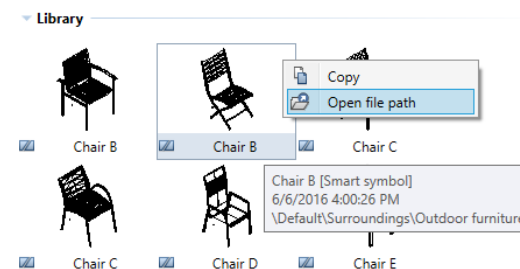 Library
Copy
Open file path
Chair B
Chair B
Chair C
Chair B [Smart symbol]
6/6/2016 4:00:26 PM
\Default\Surroundings\Outdoor furniture
Chair C
Chair D
Chair E